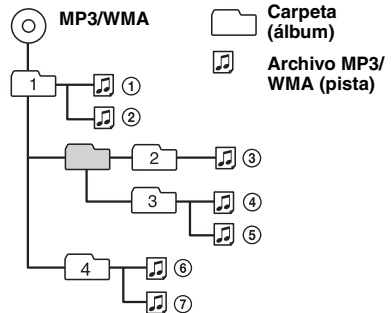 MP3/WMA
Carpeta
(álbum)
Archivo MP3/
WMA (pista)
1
①
②
2
③
3
④
⑤
4
⑥
⑦